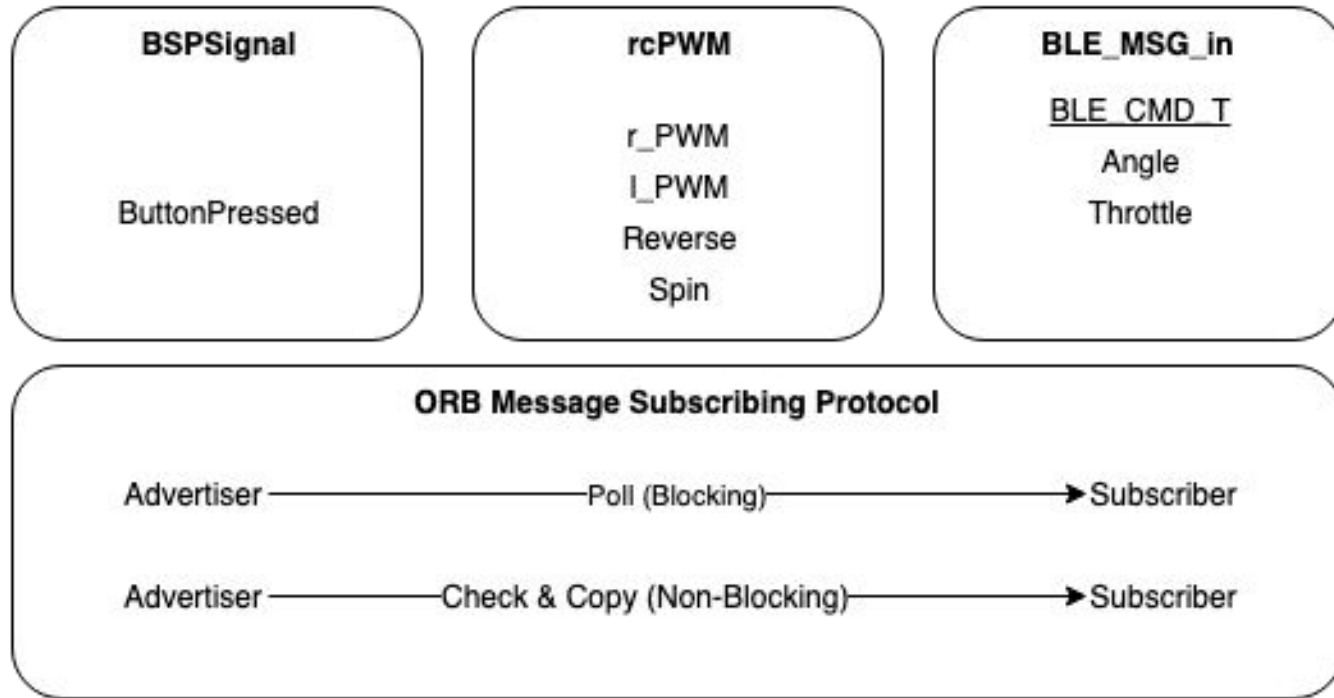 BSPSignal
ButtonPressed
rcPWM
r_PWM
l_PWM
Reverse
Spin
BLE_MSG_in
BLE_CMD_T
Angle
Throttle
ORB Message Subscribing Protocol
Advertiser Poll (Blocking) Subscriber
Advertiser Check & Copy (Non-Blocking) Subscriber